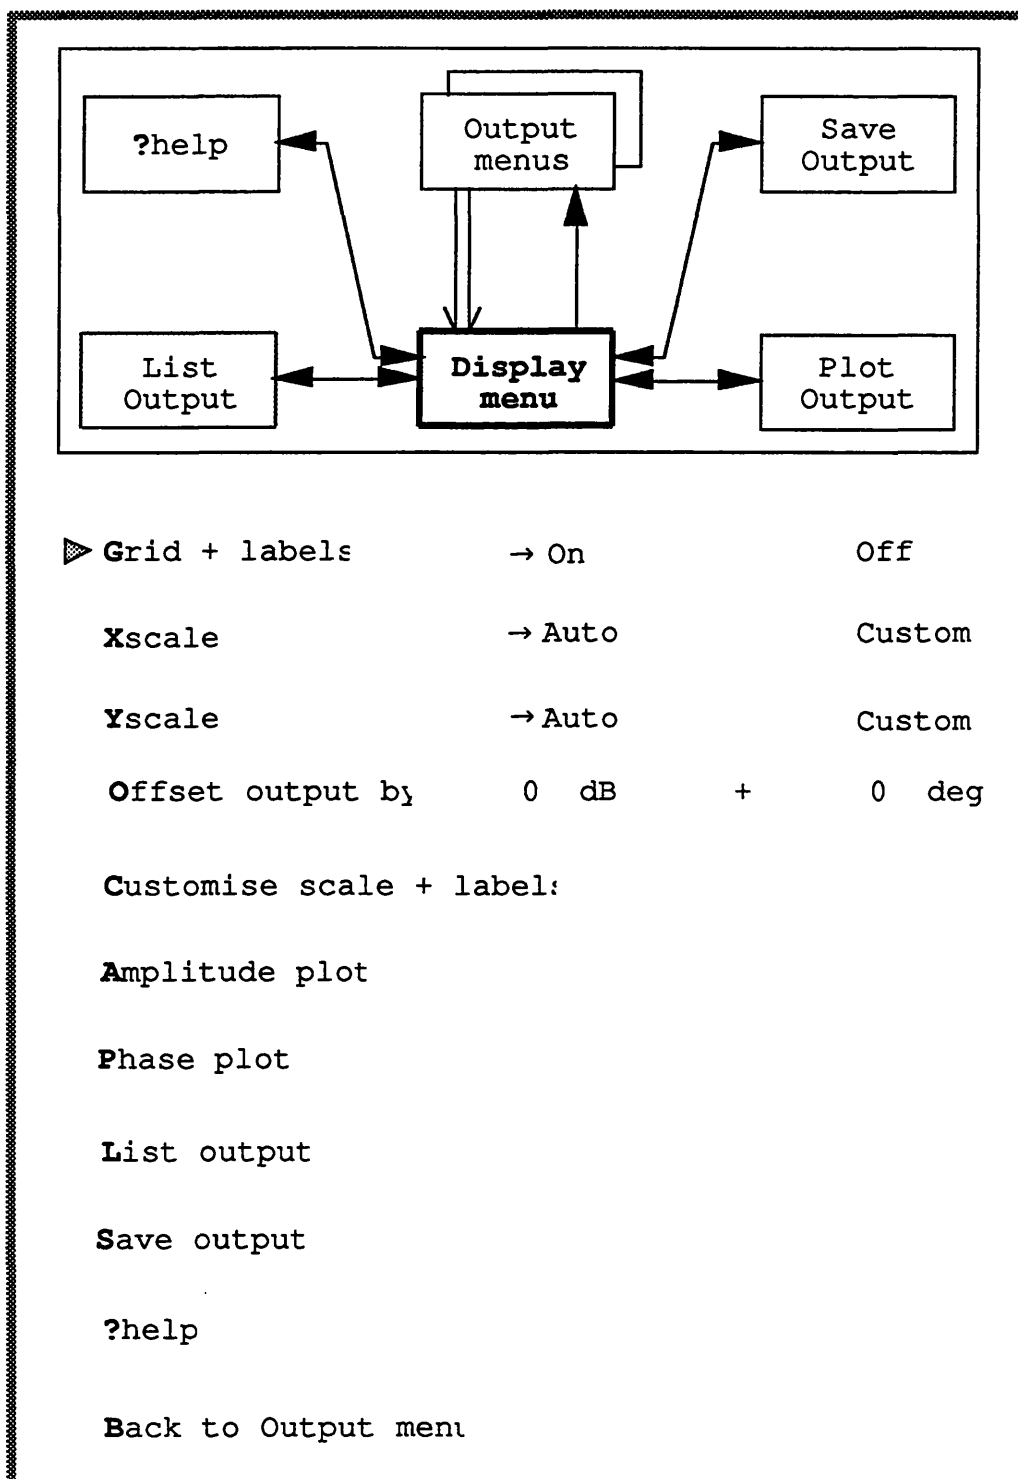 ?help
Output
menus
Save
Output
List
Output
Display
menu
Plot
Output
Grid + labels → On Off
Xscale → Auto Custom
Yscale → Auto Custom
Offset output by 0 dB + 0 deg
Customise scale + labels
Amplitude plot
Phase plot
List output
Save output
?help
Back to Output menu